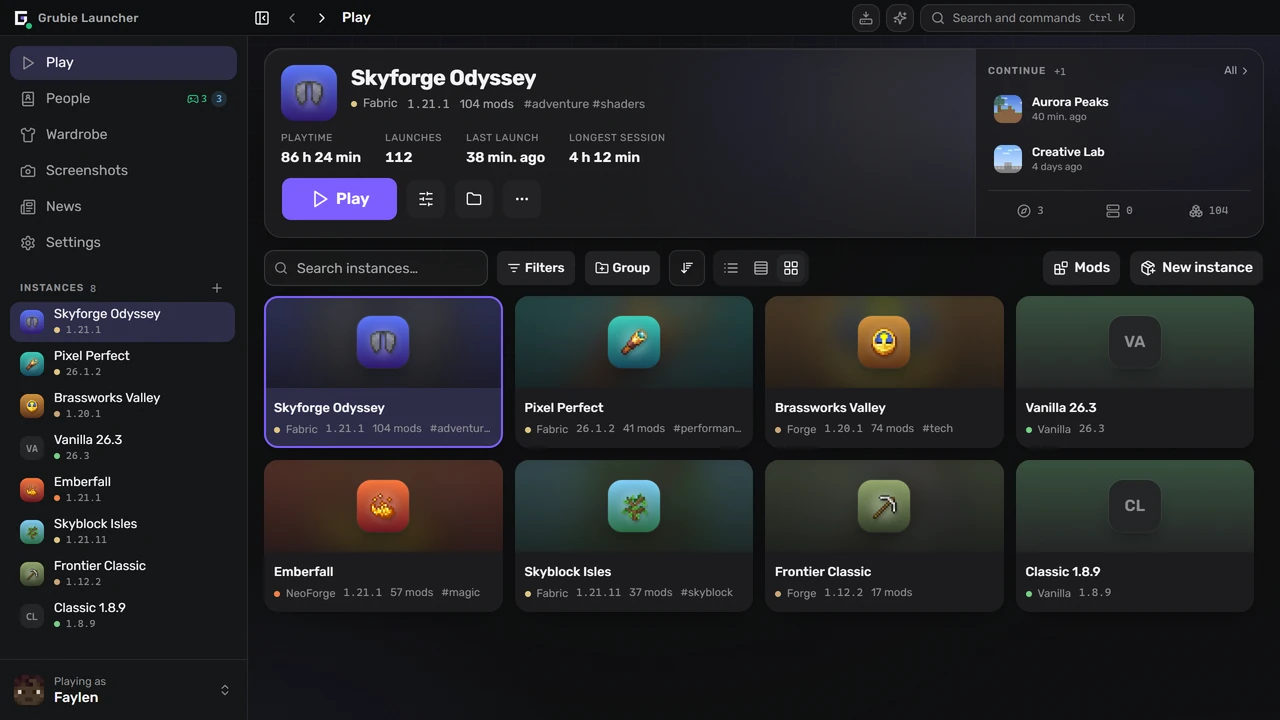 Grubie Launcher
Play
Search and commands Ctrl K
Play
People 3 3
Wardrobe
Screenshots
News
Settings
INSTANCES 8
Skyforge Odyssey
1.21.1
Pixel Perfect
26.1.2
Brassworks Valley
1.20.1
VA
Vanilla 26.3
26.3
Emberfall
1.21.1
Skyblock Isles
1.21.11
Frontier Classic
1.12.2
CL
Classic 1.8.9
1.8.9
Playing as
Faylen
Skyforge Odyssey
Fabric 1.21.1 104 mods #adventure #shaders
PLAYTIME LAUNCHES LAST LAUNCH LONGEST SESSION
86 h 24 min 112 38 min. ago 4 h 12 min
Play
CONTINUE +1 All
Aurora Peaks
40 min. ago
Creative Lab
4 days ago
3 0 104
Search instances...
Filters
Group
Mods
New instance
Skyforge Odyssey
Fabric 1.21.1 104 mods #adventur...
Pixel Perfect
Fabric 26.1.2 41 mods #performan...
Brassworks Valley
Forge 1.20.1 74 mods #tech
VA
Vanilla 26.3
Vanilla 26.3
Emberfall
NeoForge 1.21.1 57 mods #magic
Skyblock Isles
Fabric 1.21.11 37 mods #skyblock
Frontier Classic
Forge 1.12.2 17 mods
CL
Classic 1.8.9
Vanilla 1.8.9